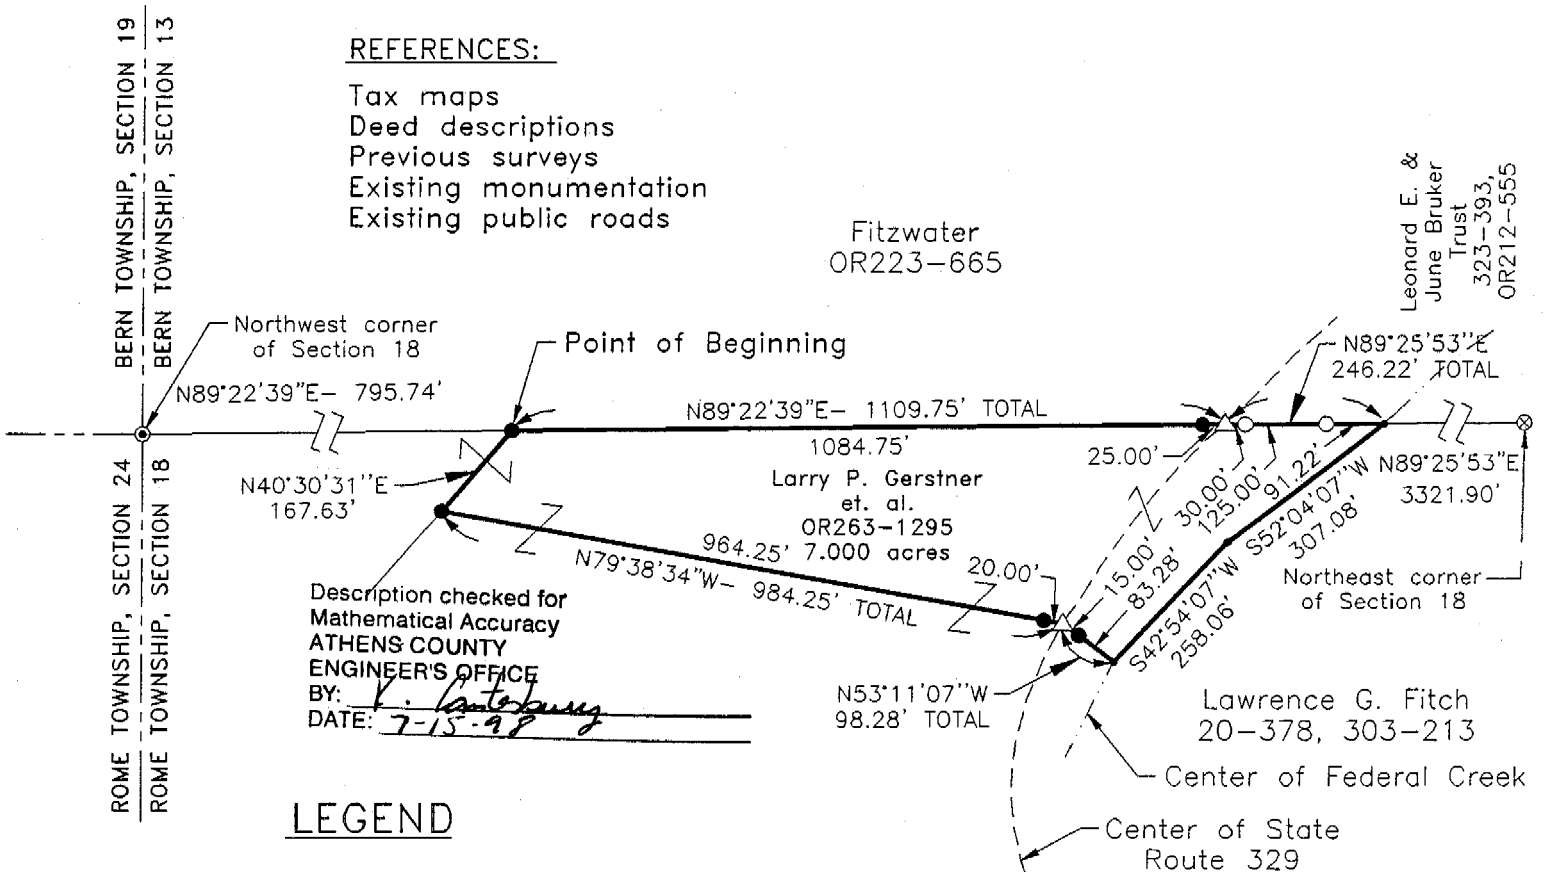 BERN TOWNSHIP, SECTION 19
BERN TOWNSHIP, SECTION 13
REFERENCES:
Tax maps
Deed descriptions
Previous surveys
Existing monumentation
Existing public roads
Fitzwater
OR223-665
Leonard E. &
June Bruker
Trust
323-393,
OR212-555
Northwest corner
of Section 18
Point of Beginning
N89°25'53"E
246.22' TOTAL
N89°22'39"E- 795.74'
N89°22'39"E- 1109.75' TOTAL
1084.75'
25.00'
30.00'
125.00'
91.22'
N89°25'53"E
3321.90'
N40°30'31"E
167.63'
Larry P. Gerstner
et. al.
OR263-1295
7.000 acres
964.25'
N79°38'34"W- 984.25' TOTAL
20.00'
15.00'
83.28'
S52°04'07"W
307.08'
S42°54'07"W
258.06'
Northeast corner
of Section 18
ROME TOWNSHIP, SECTION 24
ROME TOWNSHIP, SECTION 18
Description checked for
Mathematical Accuracy
ATHENS COUNTY
ENGINEER'S OFFICE
BY: K. Canterbury
DATE: 7-15-98
N53°11'07"W
98.28' TOTAL
Lawrence G. Fitch
20-378, 303-213
Center of Federal Creek
LEGEND
Center of State
Route 329